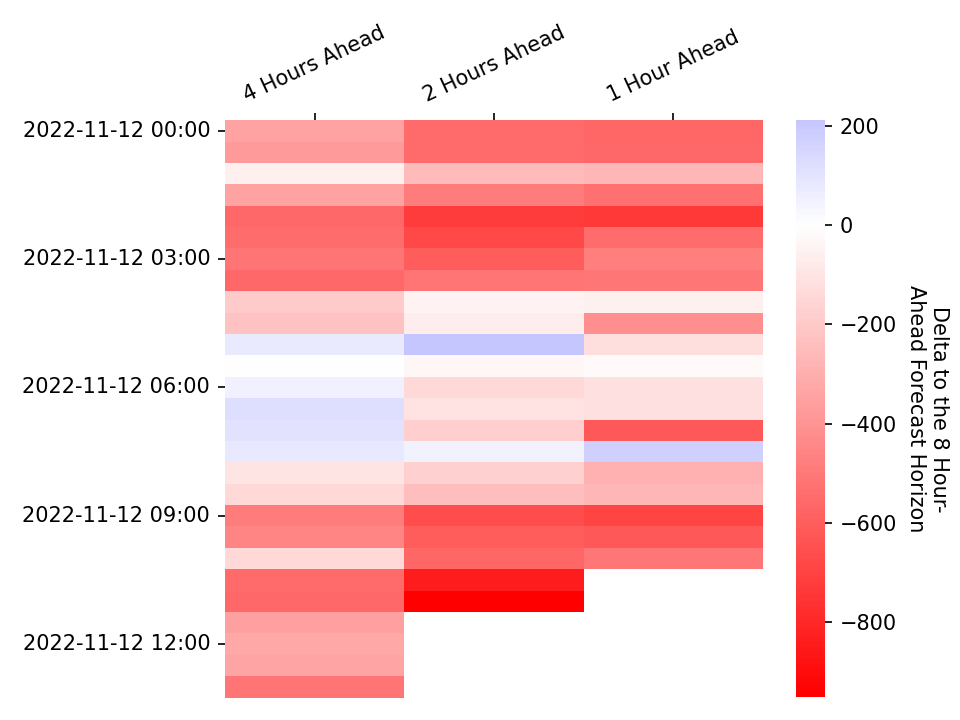 4 Hours Ahead
2 Hours Ahead
1 Hour Ahead
2022-11-12 00:00
2022-11-12 03:00
2022-11-12 06:00
2022-11-12 09:00
2022-11-12 12:00
200
0
−200
−400
−600
−800
Delta to the 8 Hour-
Ahead Forecast Horizon